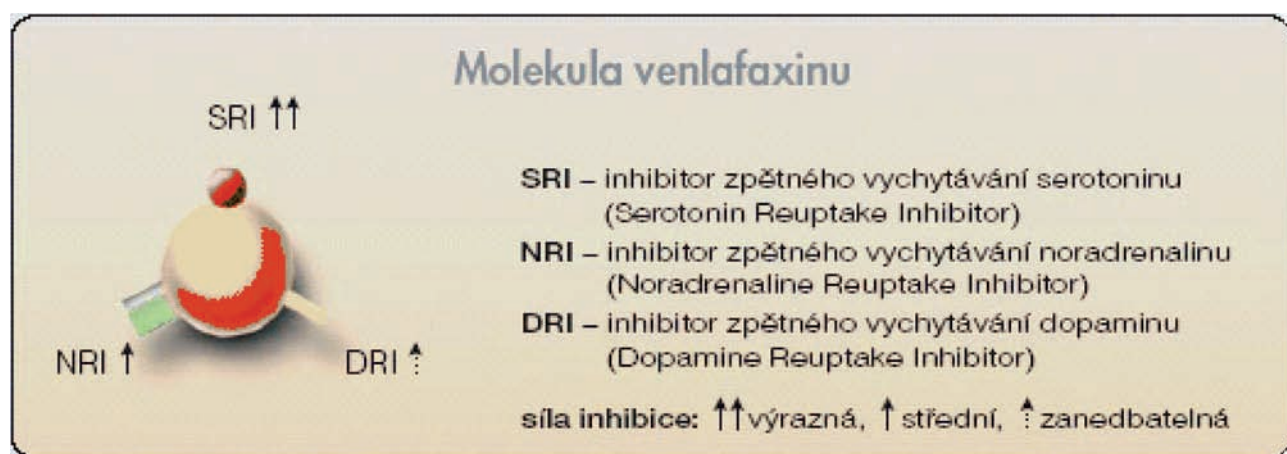 Molekula venlafaxinu
SRI ↑↑
NRI ↑
DRI ⇡
SRI – inhibitor zpětného vychytávání serotoninu
(Serotonin Reuptake Inhibitor)
NRI – inhibitor zpětného vychytávání noradrenalinu
(Noradrenaline Reuptake Inhibitor)
DRI – inhibitor zpětného vychytávání dopaminu
(Dopamine Reuptake Inhibitor)
síla inhibice: ↑↑ výrazná, ↑ střední, ⇡ zanedbatelná